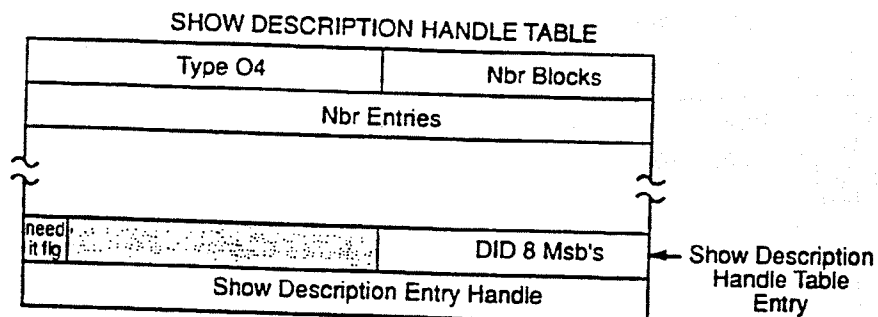 SHOW DESCRIPTION HANDLE TABLE
Type O4
Nbr Blocks
Nbr Entries
need
it flg
DID 8 Msb's
Show Description Entry Handle
Show Description
Handle Table
Entry